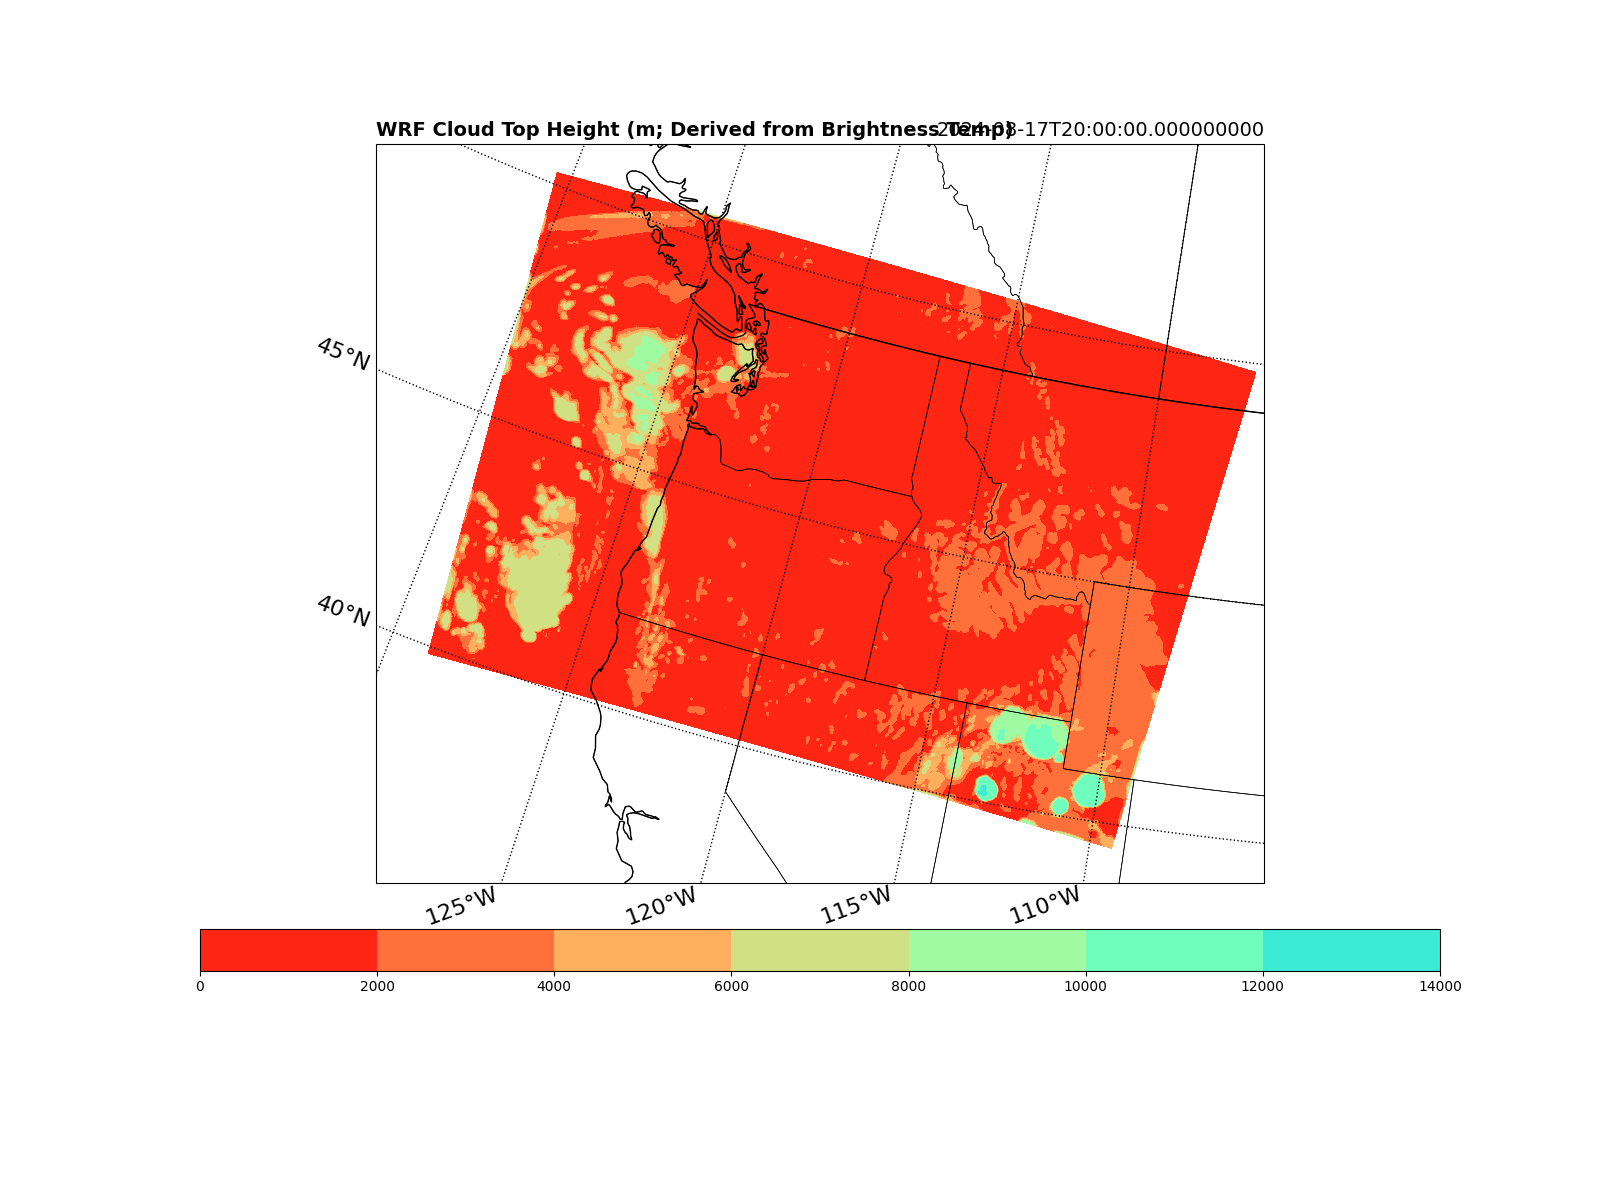 WRF Cloud Top Height (m; Derived from Brightness Temp) 2024-08-17T20:00:00.000000000
45°N
40°N
125°W 120°W 115°W 110°W
0 2000 4000 6000 8000 10000 12000 14000